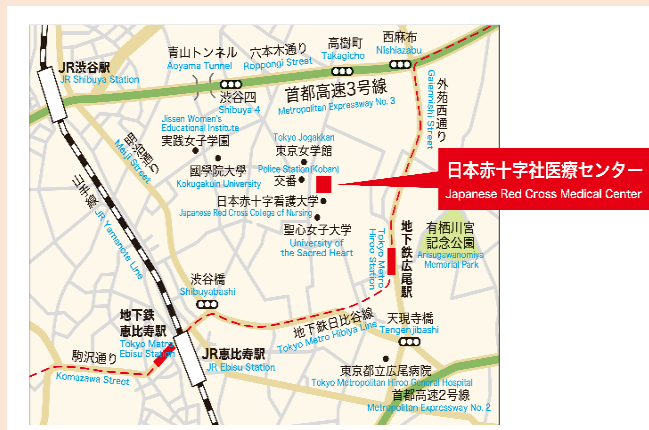 JR渋谷駅
JR Shibuya Station
青山トンネル
Aoyama Tunnel
六本木通り
Roppongi Street
高樹町
Takagicho
西麻布
Nishiazabu
渋谷四
Shibuya 4
首都高速3号線
Metropolitan Expressway No. 3
外苑西通り
Gaiennishi Street
明治通り
Meiji Street
Jissen Women's
Educational Institute
実践女子学園
國學院大學
Kokugakuin University
Tokyo Jogakkan
東京女学館
Police Station(Koban)
交番
日本赤十字社医療センター
Japanese Red Cross Medical Center
日本赤十字看護大学
Japanese Red Cross College of Nursing
聖心女子大学
University of
the Sacred Heart
山手線
JR Yamanote Line
地下鉄広尾駅
Tokyo Metro
Hiroo Station
有栖川宮
記念公園
Arisugawanomiya
Memorial Park
渋谷橋
Shibuyabashi
地下鉄
恵比寿駅
Tokyo Metro
Ebisu Station
地下鉄日比谷線
Tokyo Metro Hibiya Line
天現寺橋
Tengenjibashi
駒沢通り
Komazawa Street
JR恵比寿駅
JR Ebisu Station
東京都立広尾病院
Tokyo Metropolitan Hiroo General Hospital
首都高速2号線
Metropolitan Expressway No. 2